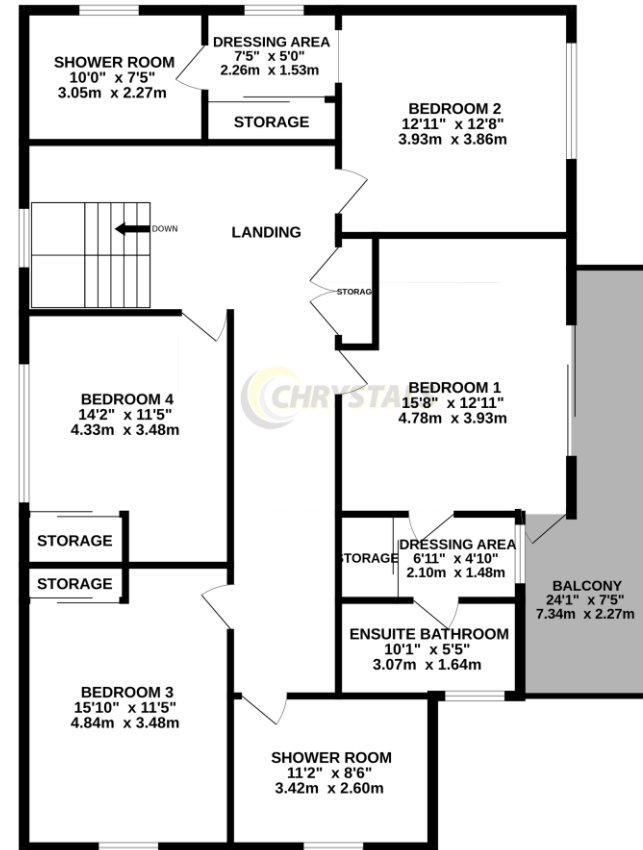 SHOWER ROOM
10'0" x 7'5"
3.05m x 2.27m
DRESSING AREA
7'5" x 5'0"
2.26m x 1.53m
STORAGE
BEDROOM 2
12'11" x 12'8"
3.93m x 3.86m
DOWN
LANDING
STORAG
BEDROOM 4
14'2" x 11'5"
4.33m x 3.48m
STORAGE
CHRYSTA
BEDROOM 1
15'8" x 12'11"
4.78m x 3.93m
STORAGE
DRESSING AREA
6'11" x 4'10"
2.10m x 1.48m
BALCONY
24'1" x 7'5"
7.34m x 2.27m
STORAGE
ENSUITE BATHROOM
10'1" x 5'5"
3.07m x 1.64m
BEDROOM 3
15'10" x 11'5"
4.84m x 3.48m
SHOWER ROOM
11'2" x 8'6"
3.42m x 2.60m